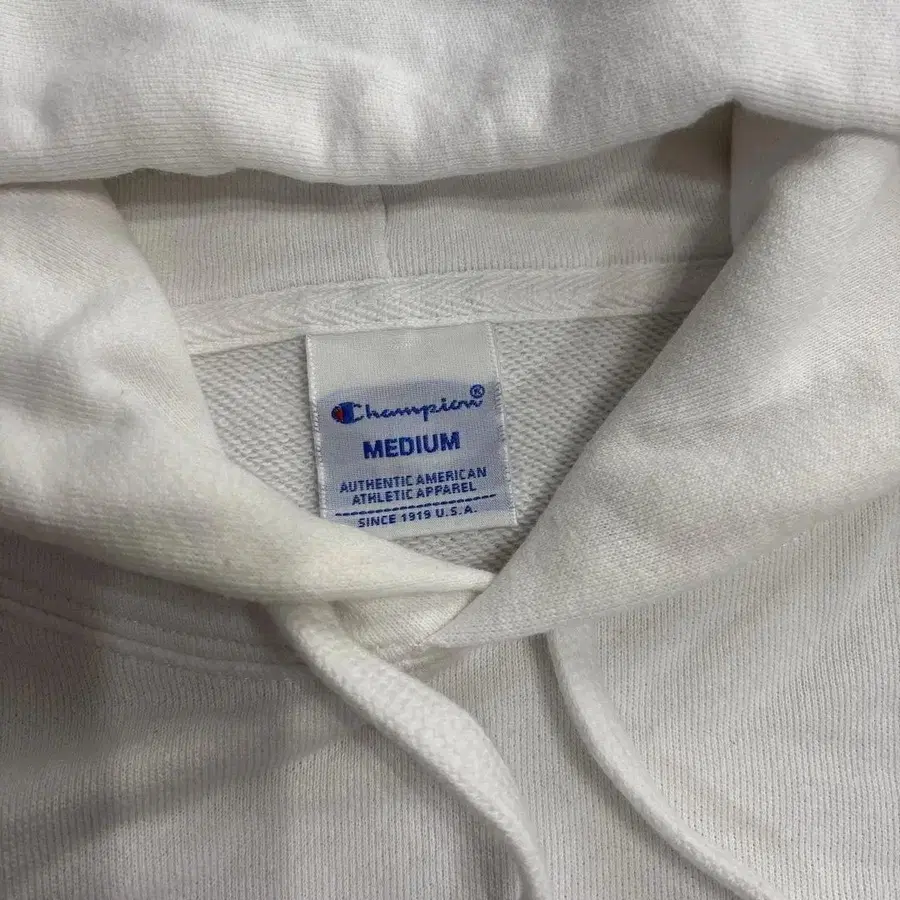 Champion®
MEDIUM
AUTHENTIC AMERICAN
ATHLETIC APPAREL
SINCE 1919 U.S.A.